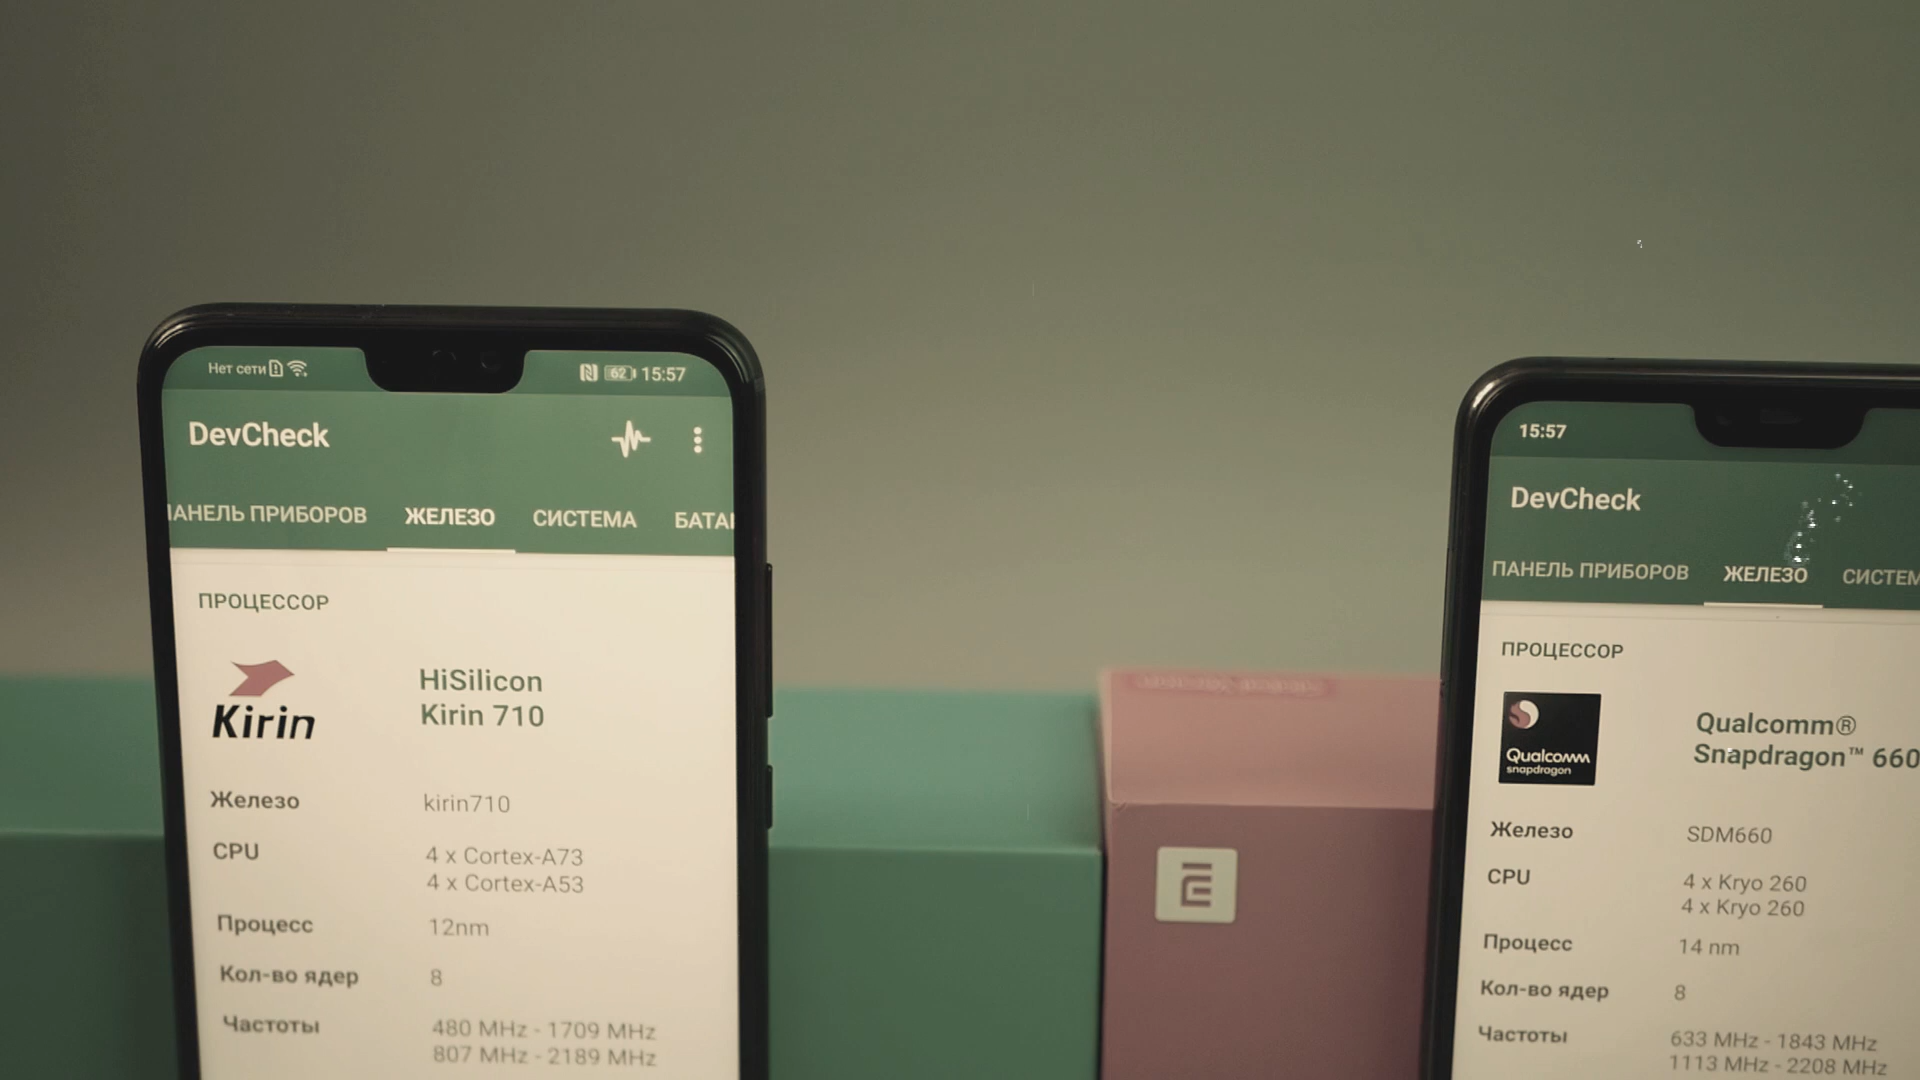 Нет сети
62 15:57
DevCheck
ПАНЕЛЬ ПРИБОРОВ ЖЕЛЕЗО СИСТЕМА БАТА
ПРОЦЕССОР
Kirin
HiSilicon
Kirin 710
Железо kirin710
CPU 4 x Cortex-A73
4 x Cortex-A53
Процесс 12nm
Кол-во ядер 8
Частоты 480 MHz - 1709 MHz
807 MHz - 2189 MHz
15:57
DevCheck
ПАНЕЛЬ ПРИБОРОВ ЖЕЛЕЗО СИСТЕМ
ПРОЦЕССОР
Qualcomm
snapdragon
Qualcomm®
Snapdragon™ 660
Железо SDM660
CPU 4 x Kryo 260
4 x Kryo 260
Процесс 14 nm
Кол-во ядер 8
Частоты 633 MHz - 1843 MHz
1113 MHz - 2208 MHz